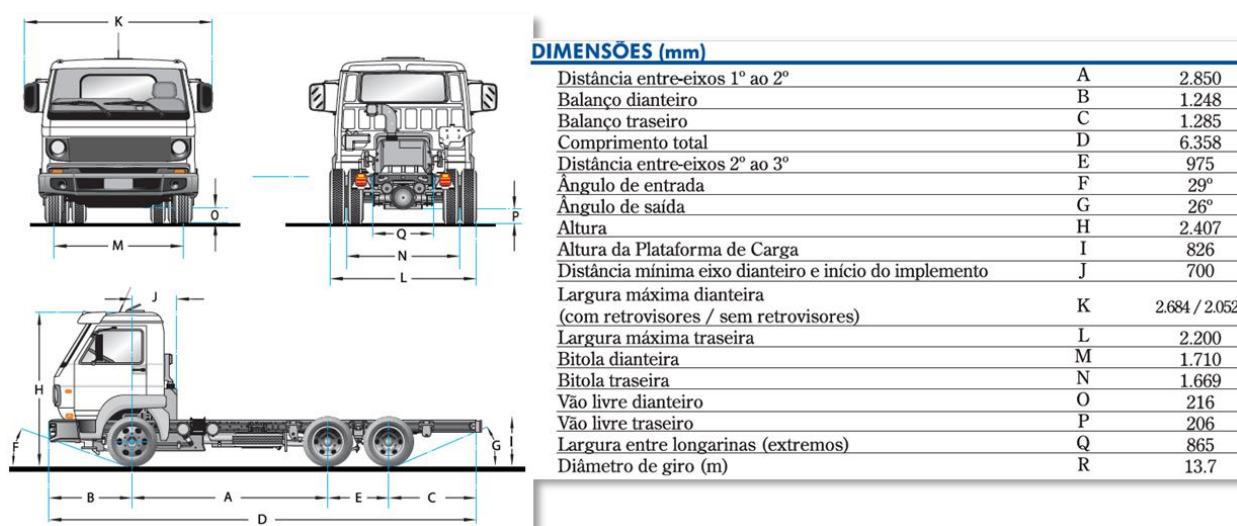 K
O
M
P
Q
N
L
J
H
F
G
I
B
A
E
C
D
DIMENSÕES (mm)
Distância entre-eixos 1º ao 2º A 2.850
Balanço dianteiro B 1.248
Balanço traseiro C 1.285
Comprimento total D 6.358
Distância entre-eixos 2º ao 3º E 975
Ângulo de entrada F 29º
Ângulo de saída G 26º
Altura H 2.407
Altura da Plataforma de Carga I 826
Distância mínima eixo dianteiro e início do implemento J 700
Largura máxima dianteira
(com retrovisores / sem retrovisores) K 2.684 / 2.052
Largura máxima traseira L 2.200
Bitola dianteira M 1.710
Bitola traseira N 1.669
Vão livre dianteiro O 216
Vão livre traseiro P 206
Largura entre longarinas (extremos) Q 865
Diâmetro de giro (m) R 13.7